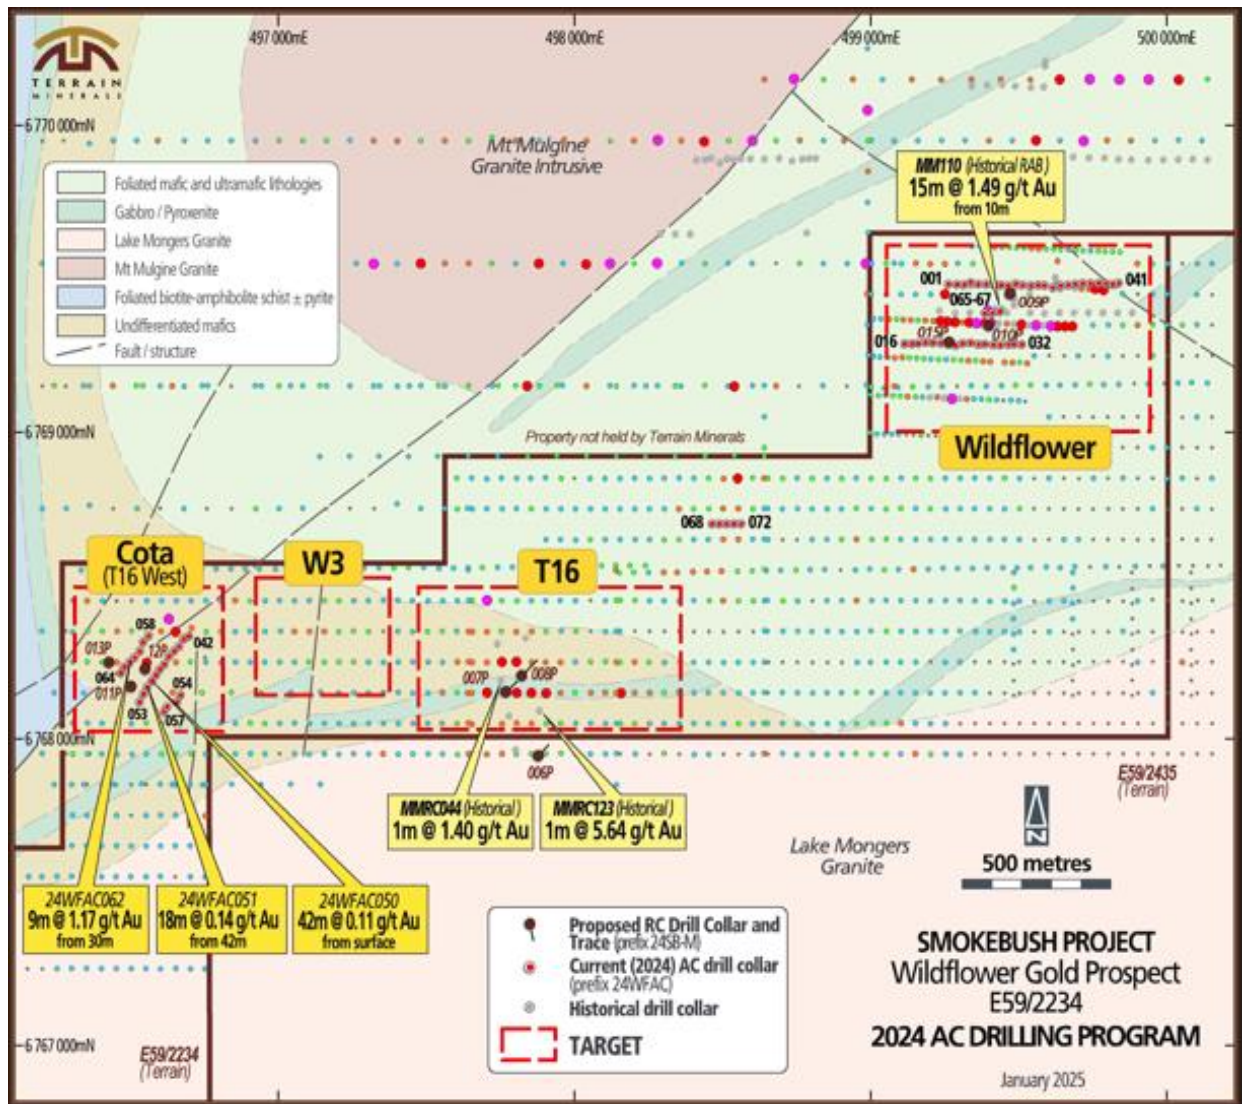 TERRAIN
MINERALS
497 000mE
498 000mE
499 000mE
500 000mE
6 770 000mN
6 769 000mN
6 768 000mN
6 767 000mN
Foliated mafic and ultramafic lithologies
Gabbro / Pyroxenite
Lake Mongers Granite
Mt Mulgine Granite
Foliated biotite-amphibolite schist ± pyrite
Undifferentiated mafics
Fault / structure
Mt Mulgine
Granite Intrusive
MM110 (Historical RAB)
15m @ 1.49 g/t Au
from 10m
001
041
065-67
009P
015P
010P
016
032
Wildflower
Property not held by Terrain Minerals
068
072
Cota
(T16 West)
W3
T16
058
042
013P
12P
064
011P
054
053
057
007P
008P
006P
MMRC044 (Historical)
1m @ 1.40 g/t Au
MMRC123 (Historical)
1m @ 5.64 g/t Au
E59/2435
(Terrain)
Lake Mongers
Granite
N
500 metres
24WFAC062
9m @ 1.17 g/t Au
from 30m
24WFAC051
18m @ 0.14 g/t Au
from 42m
24WFAC050
42m @ 0.11 g/t Au
from surface
Proposed RC Drill Collar and
Trace (prefix 24SB-M)
Current (2024) AC drill collar
(prefix 24WFAC)
Historical drill collar
TARGET
E59/2234
(Terrain)
SMOKEBUSH PROJECT
Wildflower Gold Prospect
E59/2234
2024 AC DRILLING PROGRAM
January 2025